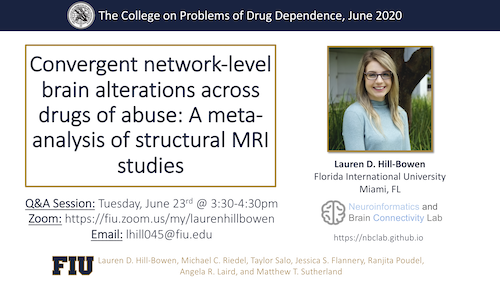 The College on Problems of Drug Dependence, June 2020
Convergent network-level
brain alterations across
drugs of abuse: A meta-
analysis of structural MRI
studies
Q&A Session: Tuesday, June 23rd @ 3:30-4:30pm
Zoom: https://fiu.zoom.us/my/laurenhillbowen
Email: lhill045@fiu.edu
Lauren D. Hill-Bowen
Florida International University
Miami, FL
Neuroinformatics and
Brain Connectivity Lab
https://nbclab.github.io
FIU
Lauren D. Hill-Bowen, Michael C. Riedel, Taylor Salo, Jessica S. Flannery, Ranjita Poudel,
Angela R. Laird, and Matthew T. Sutherland